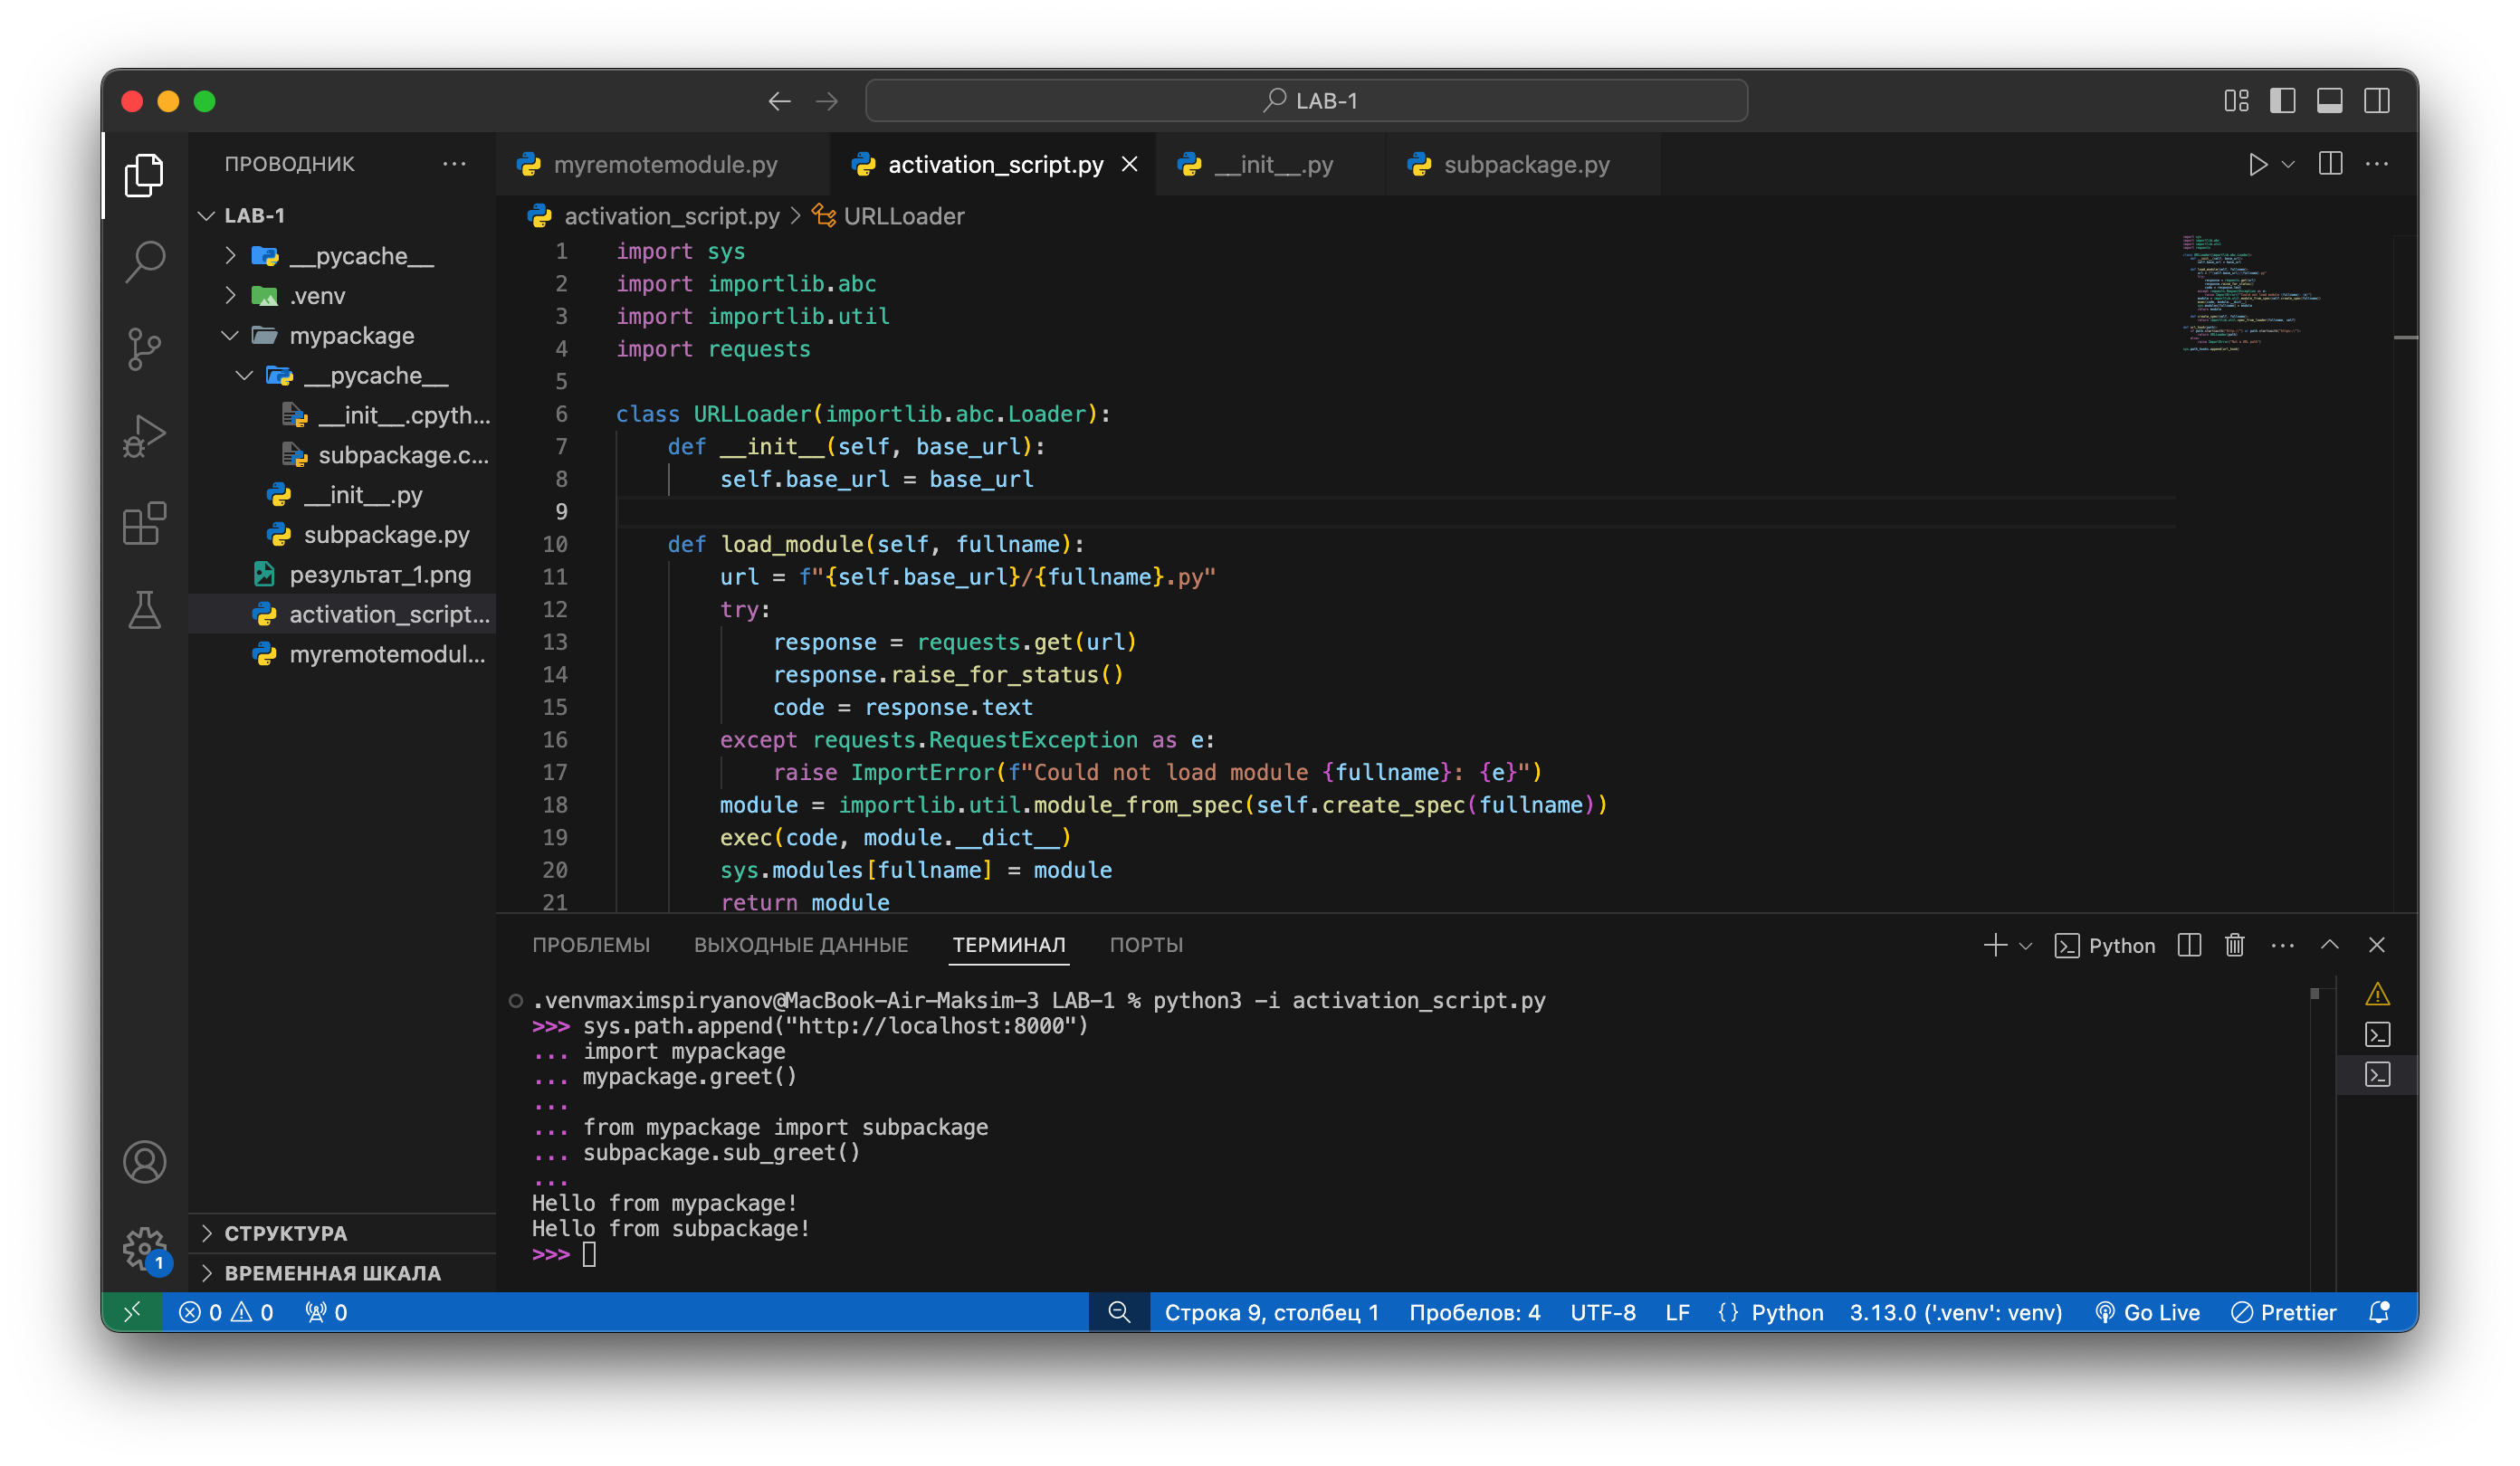 LAB-1
ПРОВОДНИК
LAB-1
__pycache__
.venv
mypackage
__pycache__
__init__.cpyth...
subpackage.c...
__init__.py
subpackage.py
результат_1.png
activation_script...
myremotemodul...
СТРУКТУРА
ВРЕМЕННАЯ ШКАЛА
myremotemodule.py
activation_script.py
__init__.py
subpackage.py
activation_script.py > URLLoader
1 import sys
2 import importlib.abc
3 import importlib.util
4 import requests
5
6 class URLLoader(importlib.abc.Loader):
7     def __init__(self, base_url):
8         self.base_url = base_url
9
10     def load_module(self, fullname):
11         url = f"{self.base_url}/{fullname}.py"
12         try:
13             response = requests.get(url)
14             response.raise_for_status()
15             code = response.text
16         except requests.RequestException as e:
17             raise ImportError(f"Could not load module {fullname}: {e}")
18         module = importlib.util.module_from_spec(self.create_spec(fullname))
19         exec(code, module.__dict__)
20         sys.modules[fullname] = module
21         return module
ПРОБЛЕМЫ ВЫХОДНЫЕ ДАННЫЕ ТЕРМИНАЛ ПОРТЫ
Python
.venvmaximspiryanov@MacBook-Air-Maksim-3 LAB-1 % python3 -i activation_script.py
>>> sys.path.append("http://localhost:8000")
... import mypackage
... mypackage.greet()
...
... from mypackage import subpackage
... subpackage.sub_greet()
...
Hello from mypackage!
Hello from subpackage!
>>>
1
0 0 0 Строка 9, столбец 1 Пробелов: 4 UTF-8 LF {} Python 3.13.0 ('.venv': venv) Go Live Prettier